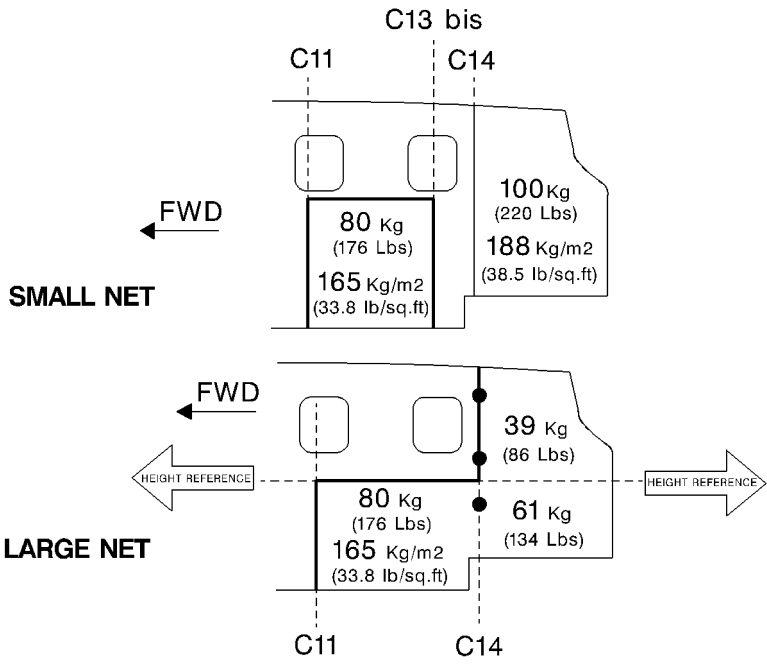 C13 bis
C11
C14
FWD
80 Kg
(176 Lbs)
165 Kg/m2
(33.8 lb/sq.ft)
100Kg
(220 Lbs)
188 Kg/m2
(38.5 lb/sq.ft)
SMALL NET
FWD
39 Kg
(86 Lbs)
HEIGHT REFERENCE
HEIGHT REFERENCE
80 Kg
(176 Lbs)
165 Kg/m2
(33.8 lb/sq.ft)
61 Kg
(134 Lbs)
LARGE NET
C11
C14